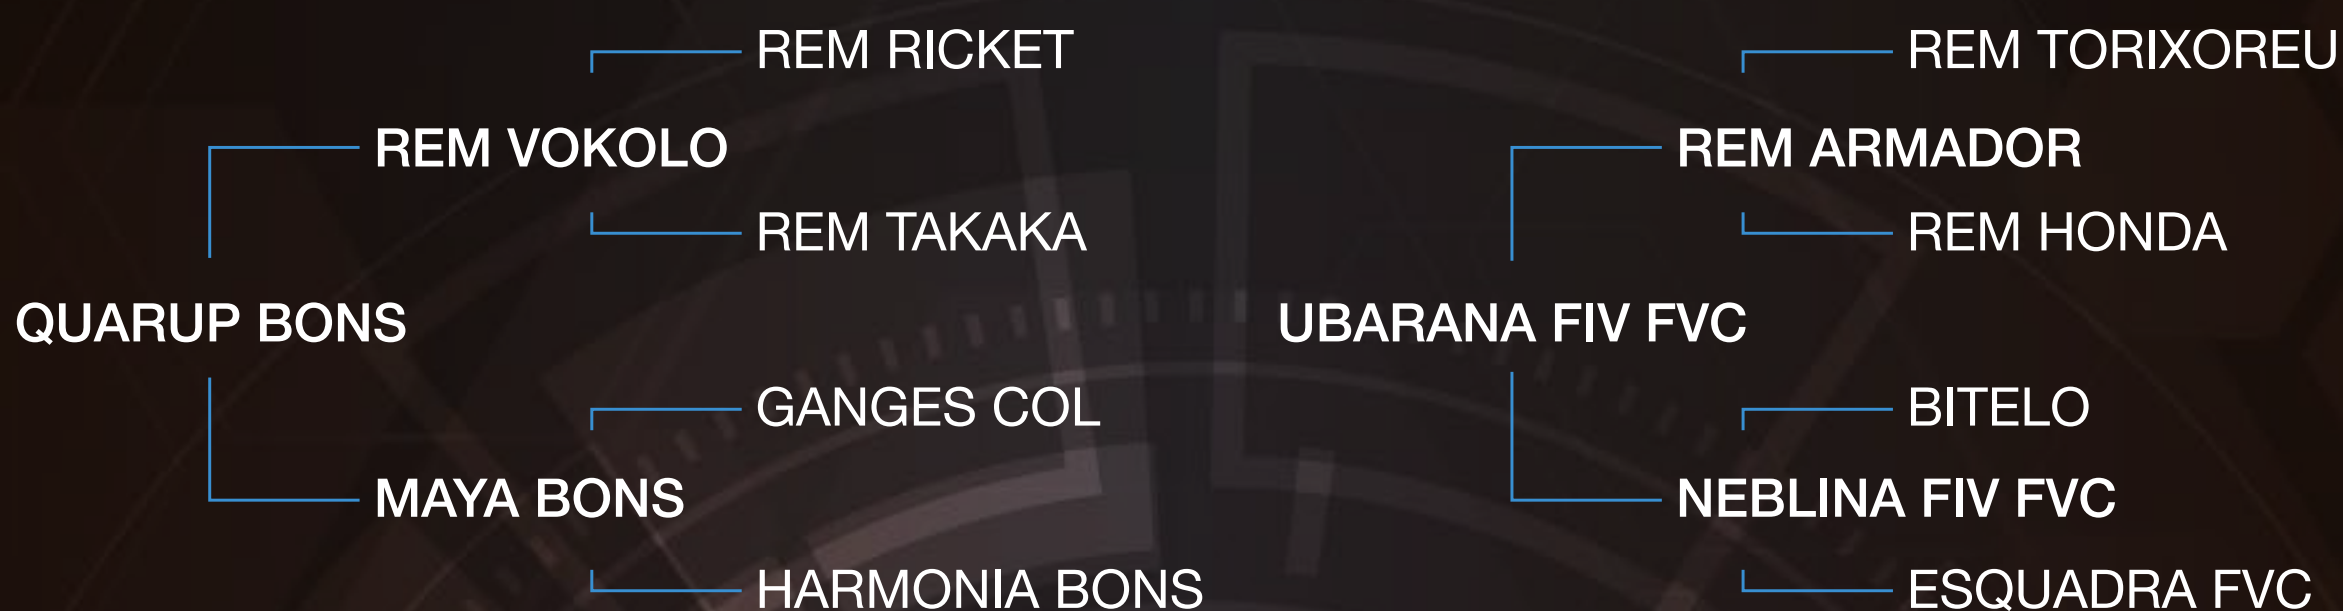 REM RICKET
REM VOKOLO
REM TAKAKA
QUARUP BONS
GANGES COL
MAYA BONS
HARMONIA BONS
REM TORIXOREU
REM ARMADOR
REM HONDA
UBARANA FIV FVC
BITELO
NEBLINA FIV FVC
ESQUADRA FVC